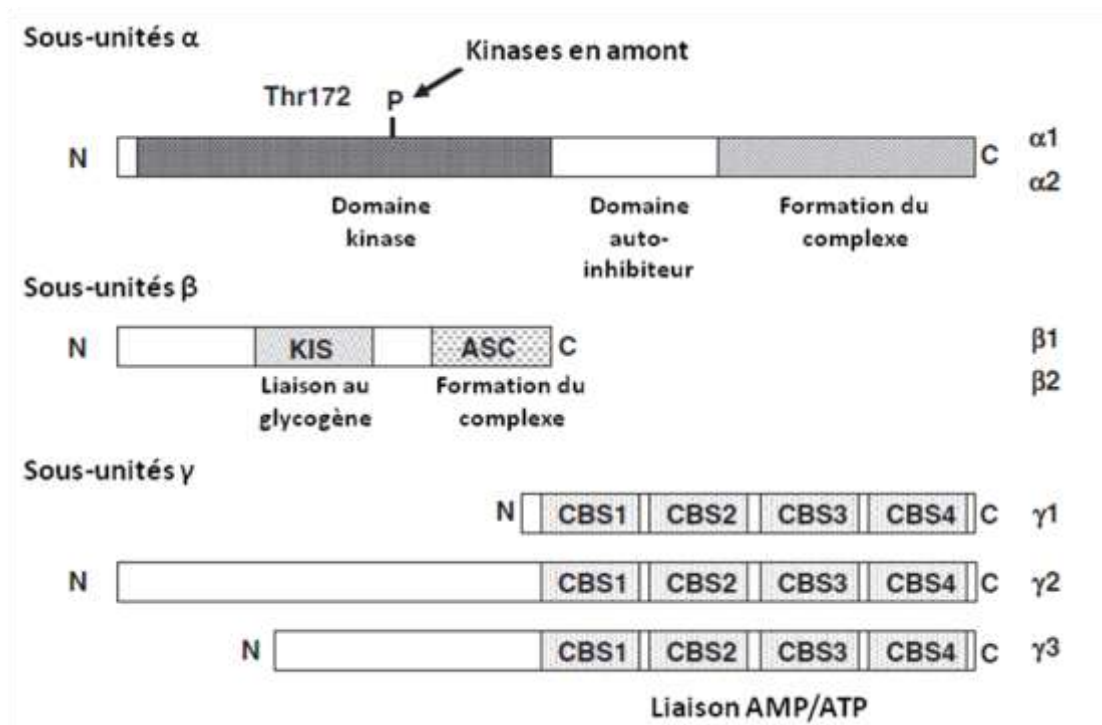 Sous-unités α
Kinases en amont
Thr172 P
N C α1
α2
Domaine kinase
Domaine auto-inhibiteur
Formation du complexe
Sous-unités β
N KIS ASC C β1
β2
Liaison au glycogène
Formation du complexe
Sous-unités γ
N CBS1 CBS2 CBS3 CBS4 C γ1
N CBS1 CBS2 CBS3 CBS4 C γ2
N CBS1 CBS2 CBS3 CBS4 C γ3
Liaison AMP/ATP